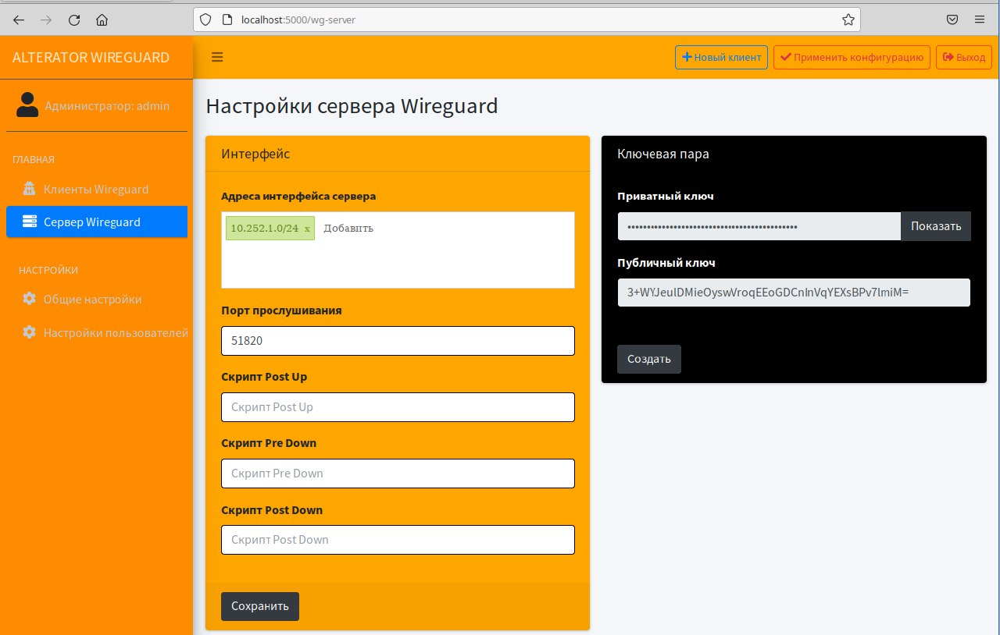 localhost:5000/wg-server
ALTERATOR WIREGUARD
Новый клиент
Применить конфигурацию
Выход
Администратор: admin
ГЛАВНАЯ
Клиенты Wireguard
Сервер Wireguard
НАСТРОЙКИ
Общие настройки
Настройки пользователей
Настройки сервера Wireguard
Интерфейс
Адреса интерфейса сервера
10.252.1.0/24 x Добавить
Порт прослушивания
51820
Скрипт Post Up
Скрипт Post Up
Скрипт Pre Down
Скрипт Pre Down
Скрипт Post Down
Скрипт Post Down
Сохранить
Ключевая пара
Приватный ключ
Показать
Публичный ключ
3+WYJeulDMieOyswVroqEEoGDCnInVqYEXsBPv7lmiM=
Создать